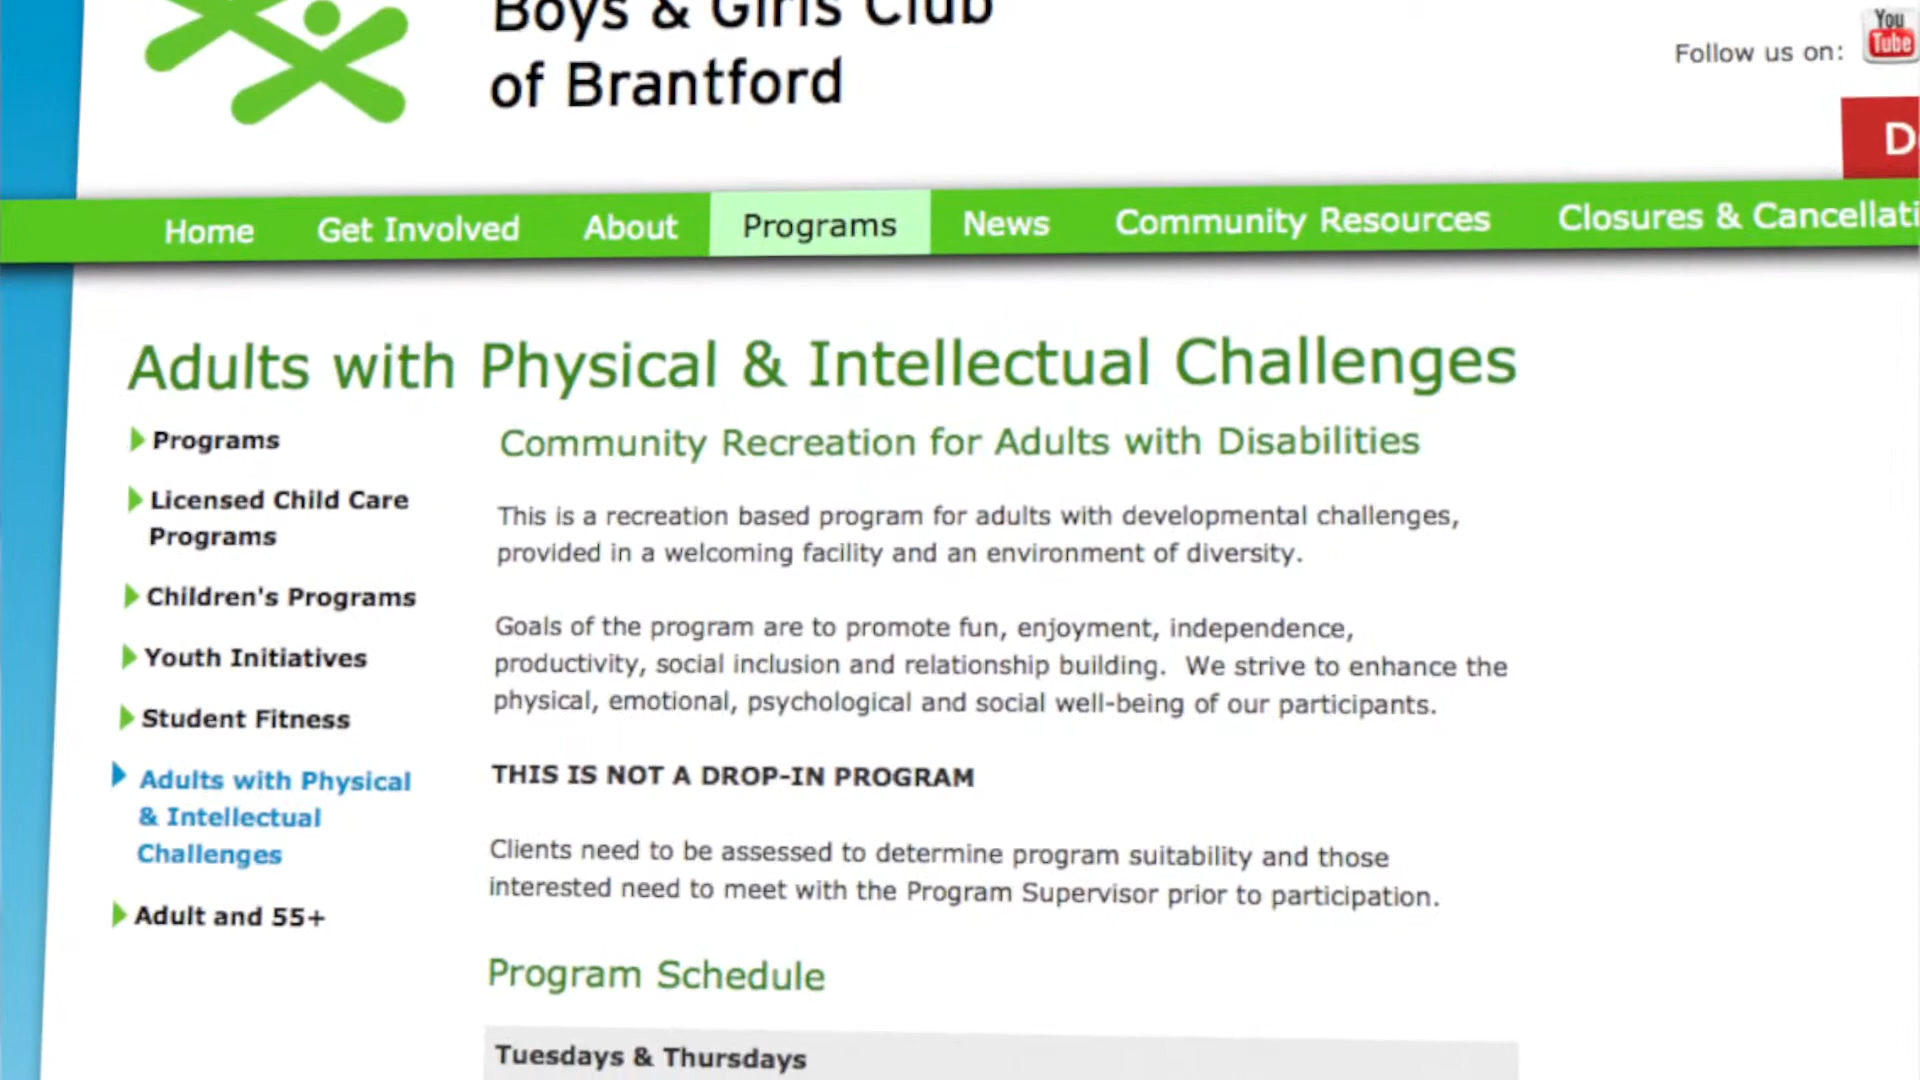 Boys & Girls Club
of Brantford
Follow us on:
You
Tube
Home Get Involved About Programs News Community Resources
Closures &
Adults with Physical & Intellectual Challenges
Programs
Licensed Child Care
Programs
Children's Programs
Youth Initiatives
Student Fitness
Adults with Physical
& Intellectual
Challenges
Adult and 55+
Community Recreation for Adults with Disabilities
This is a recreation based program for adults with developmental challenges,
provided in a welcoming facility and an environment of diversity.
Goals of the program are to promote fun, enjoyment, independence,
productivity, social inclusion and relationship building. We strive to enhance the
physical, emotional, psychological and social well-being of our participants.
THIS IS NOT A DROP-IN PROGRAM
Clients need to be assessed to determine program suitability and those
interested need to meet with the Program Supervisor prior to participation.
Program Schedule
Tuesdays & Thursdays